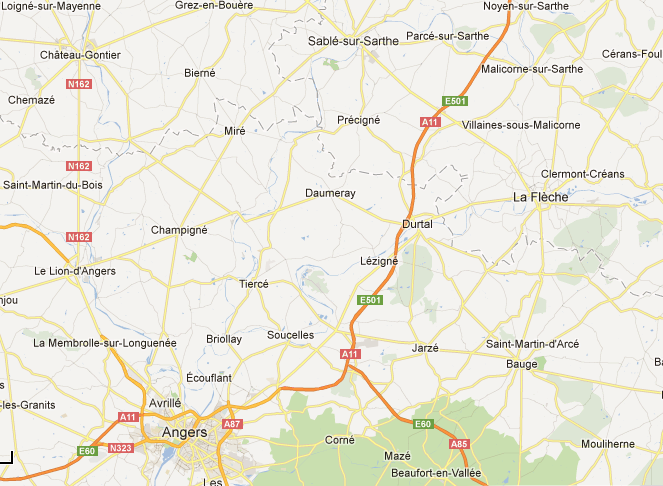 Loigné-sur-Mayenne
Grez-en-Bouère
Noyen-sur-Sarthe
Parcé-sur-Sarthe
Sablé-sur-Sarthe
Château-Gontier
Cérans-Foul
Bierné
Malicorne-sur-Sarthe
N162
Chemazé
E501
Précigné
A11
Villaines-sous-Malicorne
Miré
N162
Clermont-Créans
Saint-Martin-du-Bois
Daumeray
La Flèche
Durtal
Champigné
N162
Lézigné
Le Lion-d'Angers
Tiercé
njou
E501
Soucelles
Briollay
La Membrolle-sur-Longuenée
Saint-Martin-d'Arcé
Jarzé
A11
Bauge
Ba
Écouflant
Avrillé
-les-Granits
A11
A87
E60
Angers
Corné
A85
Mouliherne
N323
E60
Mazé
Beaufort-en-Vallée
Les